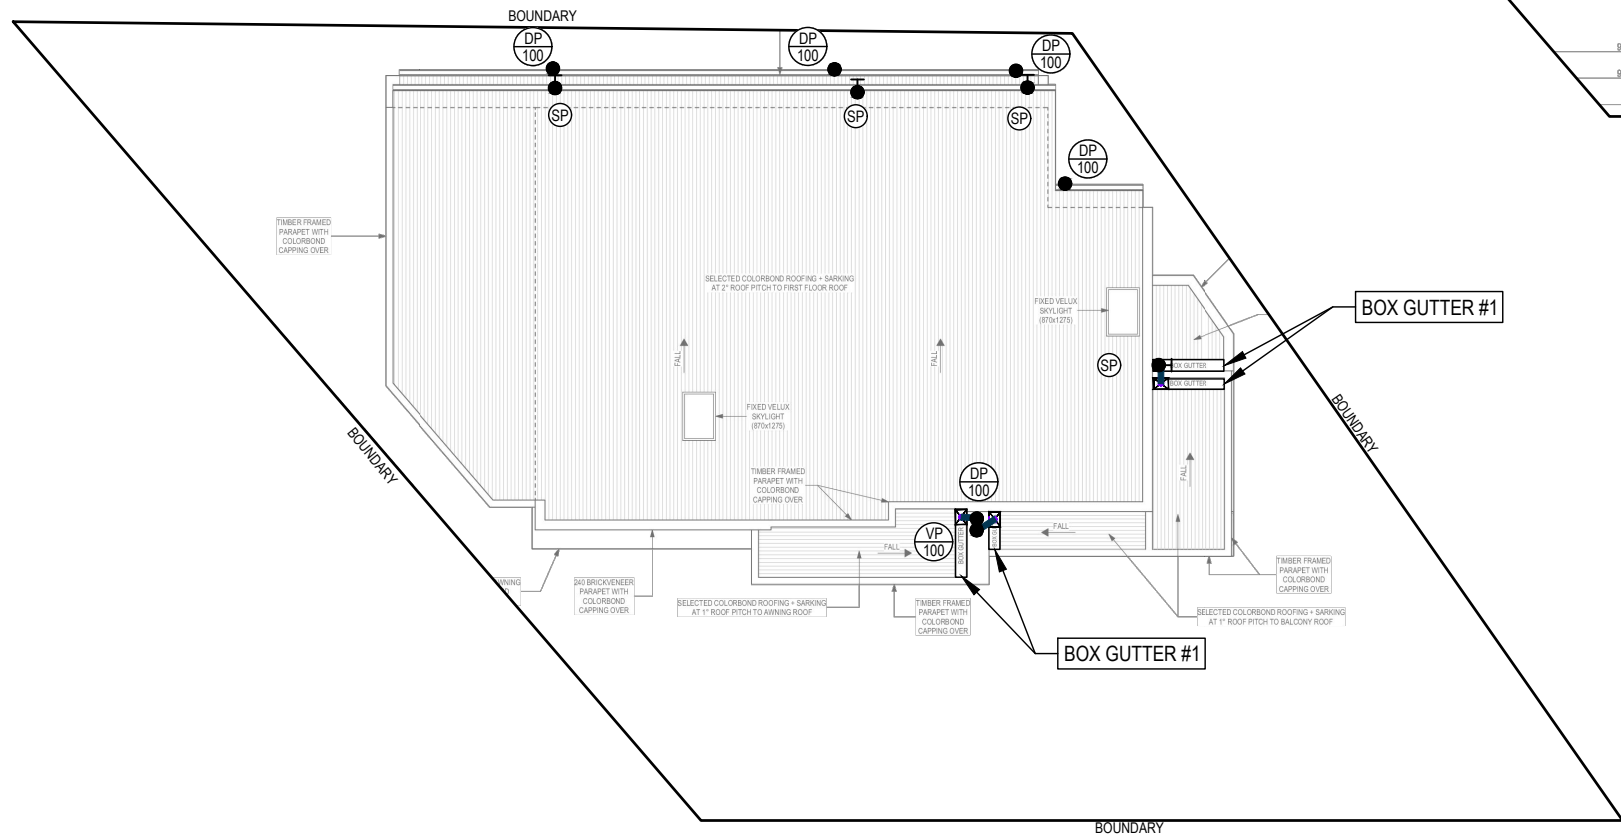 BOUNDARY
DP
100
DP
100
DP
100
SP
SP
SP
DP
100
TIMBER FRAMED
PARAPET WITH
COLORBOND
CAPPING OVER
SELECTED COLORBOND ROOFING + SARKING
AT 2° ROOF PITCH TO FIRST FLOOR ROOF
FIXED VELUX
SKYLIGHT
(870x1275)
BOX GUTTER #1
FALL
FALL
SP
BOX GUTTER
BOX GUTTER
FIXED VELUX
SKYLIGHT
(870x1275)
BOUNDARY
BOUNDARY
TIMBER FRAMED
PARAPET WITH
COLORBOND
CAPPING OVER
FALL
DP
100
VP
100
FALL
BOX GUTTER
BOX G
FALL
WNING
240 BRICKVENEER
PARAPET WITH
COLORBOND
CAPPING OVER
SELECTED COLORBOND ROOFING + SARKING
AT 1° ROOF PITCH TO AWNING ROOF
TIMBER FRAMED
PARAPET WITH
COLORBOND
CAPPING OVER
TIMBER FRAMED
PARAPET WITH
COLORBOND
CAPPING OVER
SELECTED COLORBOND ROOFING + SARKING
AT 1° ROOF PITCH TO BALCONY ROOF
BOX GUTTER #1
BOUNDARY